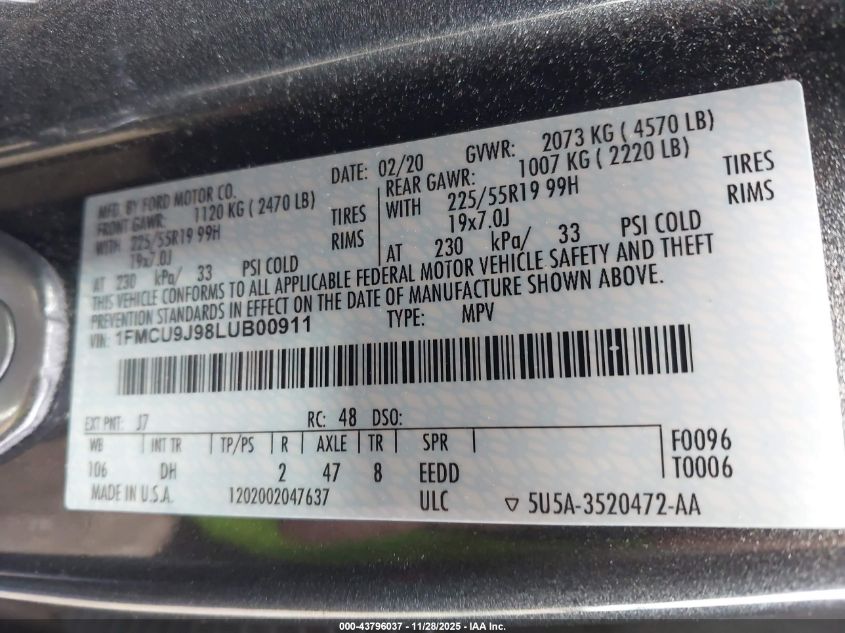 MFD. BY FORD MOTOR CO. DATE: 02/20 GVWR: 2073 KG ( 4570 LB)
FRONT GAWR: 1120 KG ( 2470 LB) REAR GAWR: 1007 KG ( 2220 LB)
WITH 225/55R19 99H TIRES WITH 225/55R19 99H TIRES
19x7.0J RIMS 19x7.0J RIMS
AT 230 kPa/ 33 PSI COLD AT 230 kPa/ 33 PSI COLD
THIS VEHICLE CONFORMS TO ALL APPLICABLE FEDERAL MOTOR VEHICLE SAFETY AND THEFT
PREVENTION STANDARDS IN EFFECT ON THE DATE OF MANUFACTURE SHOWN ABOVE.
VIN: 1FMCU9J98LUB00911 TYPE: MPV
EXT PNT: J7 RC: 48 DSO:
WB INT TR TP/PS R AXLE TR SPR F0096
106 DH 2 47 8 EEDD T0006
MADE IN U.S.A. 1202002047637 ULC ▽ 5U5A-3520472-AA
000-43796037 - 11/28/2025 - IAA Inc.